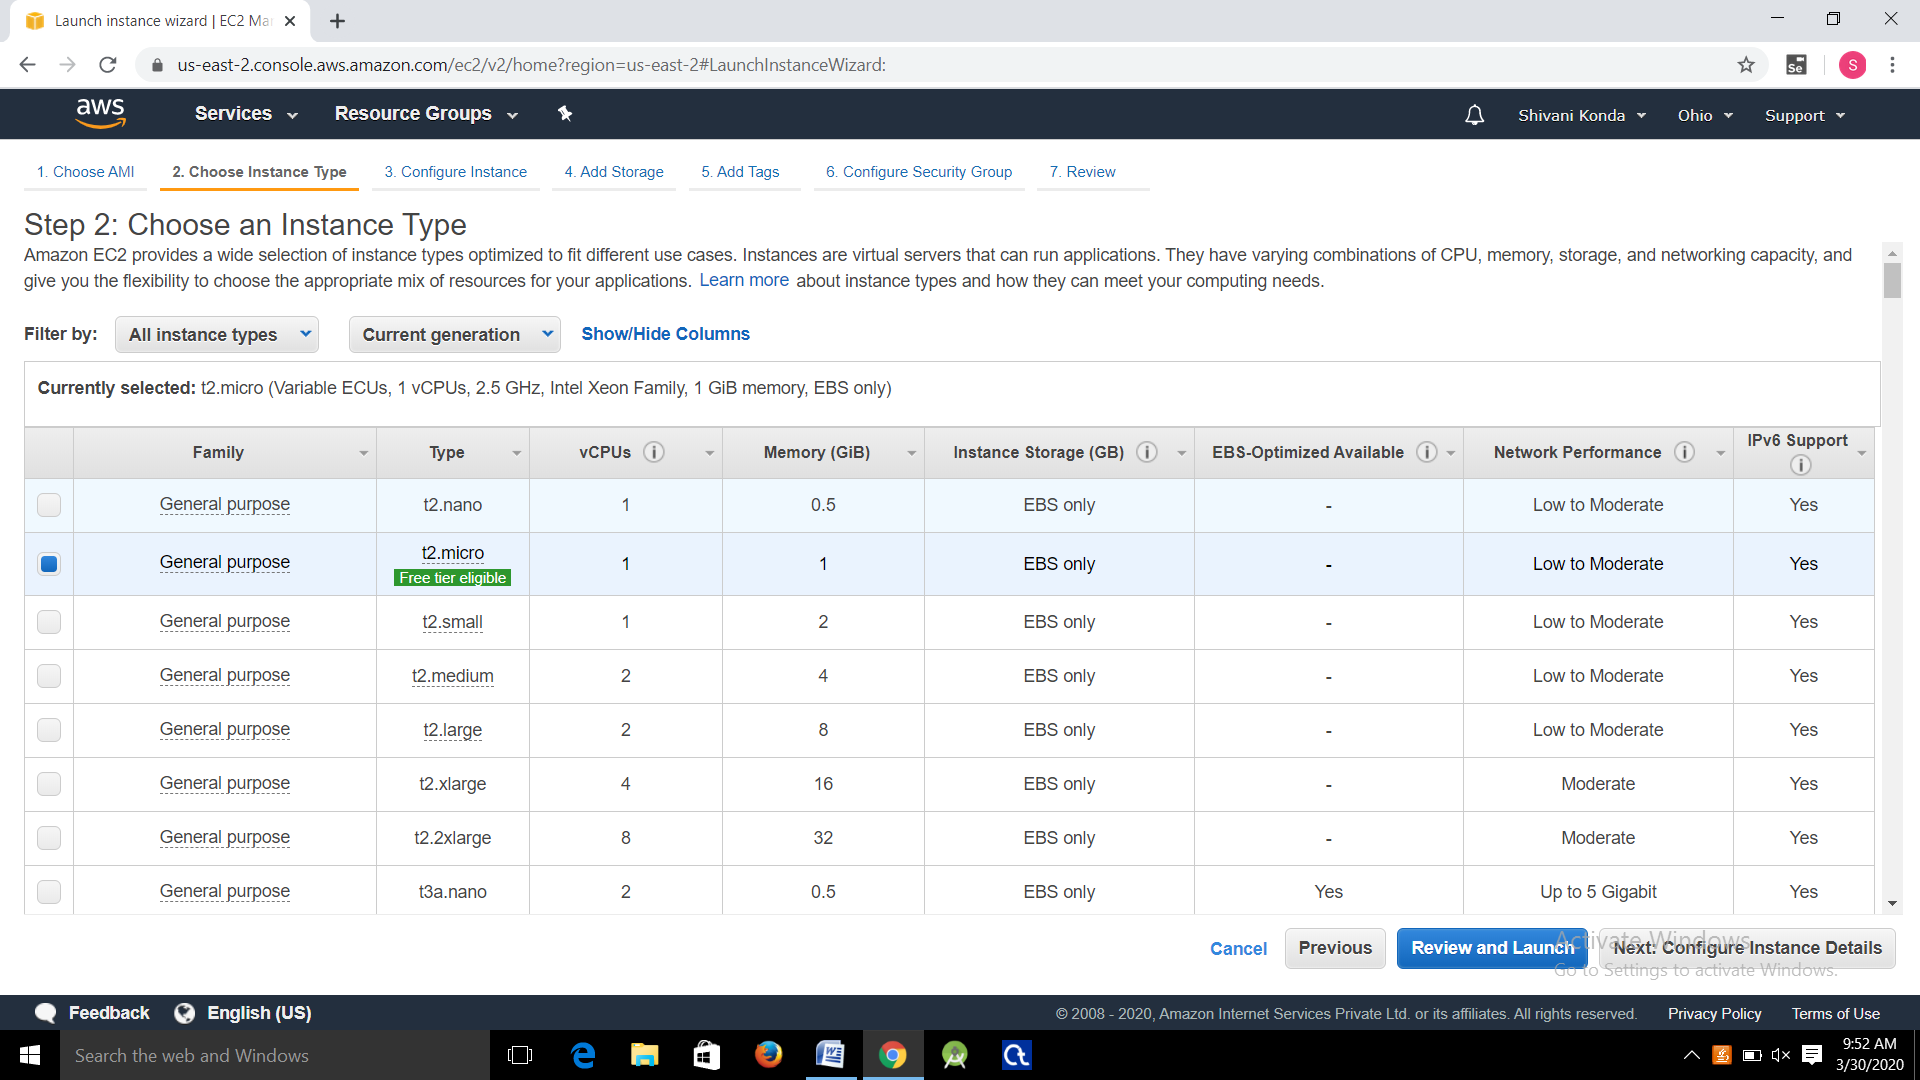 Launch instance wizard | EC2 Mar
us-east-2.console.aws.amazon.com/ec2/v2/home?region=us-east-2#LaunchInstanceWizard:
Se
S
aws Services Resource Groups Shivani Konda Ohio Support
1. Choose AMI 2. Choose Instance Type 3. Configure Instance 4. Add Storage 5. Add Tags 6. Configure Security Group 7. Review
Step 2: Choose an Instance Type
Amazon EC2 provides a wide selection of instance types optimized to fit different use cases. Instances are virtual servers that can run applications. They have varying combinations of CPU, memory, storage, and networking capacity, and
give you the flexibility to choose the appropriate mix of resources for your applications. Learn more about instance types and how they can meet your computing needs.
Filter by: All instance types Current generation Show/Hide Columns
Currently selected: t2.micro (Variable ECUs, 1 vCPUs, 2.5 GHz, Intel Xeon Family, 1 GiB memory, EBS only)
Family Type vCPUs i Memory (GiB) Instance Storage (GB) i EBS-Optimized Available i Network Performance i IPv6 Support i
General purpose t2.nano 1 0.5 EBS only - Low to Moderate Yes
General purpose t2.micro 1 1 EBS only - Low to Moderate Yes
Free tier eligible
General purpose t2.small 1 2 EBS only - Low to Moderate Yes
General purpose t2.medium 2 4 EBS only - Low to Moderate Yes
General purpose t2.large 2 8 EBS only - Low to Moderate Yes
General purpose t2.xlarge 4 16 EBS only - Moderate Yes
General purpose t2.2xlarge 8 32 EBS only - Moderate Yes
General purpose t3a.nano 2 0.5 EBS only Yes Up to 5 Gigabit Yes
Cancel Previous Review and Launch Next: Configure Instance Details
Activate Windows
Go to Settings to activate Windows.
Feedback English (US) © 2008 - 2020, Amazon Internet Services Private Ltd. or its affiliates. All rights reserved. Privacy Policy Terms of Use
Search the web and Windows
9:52 AM
3/30/2020